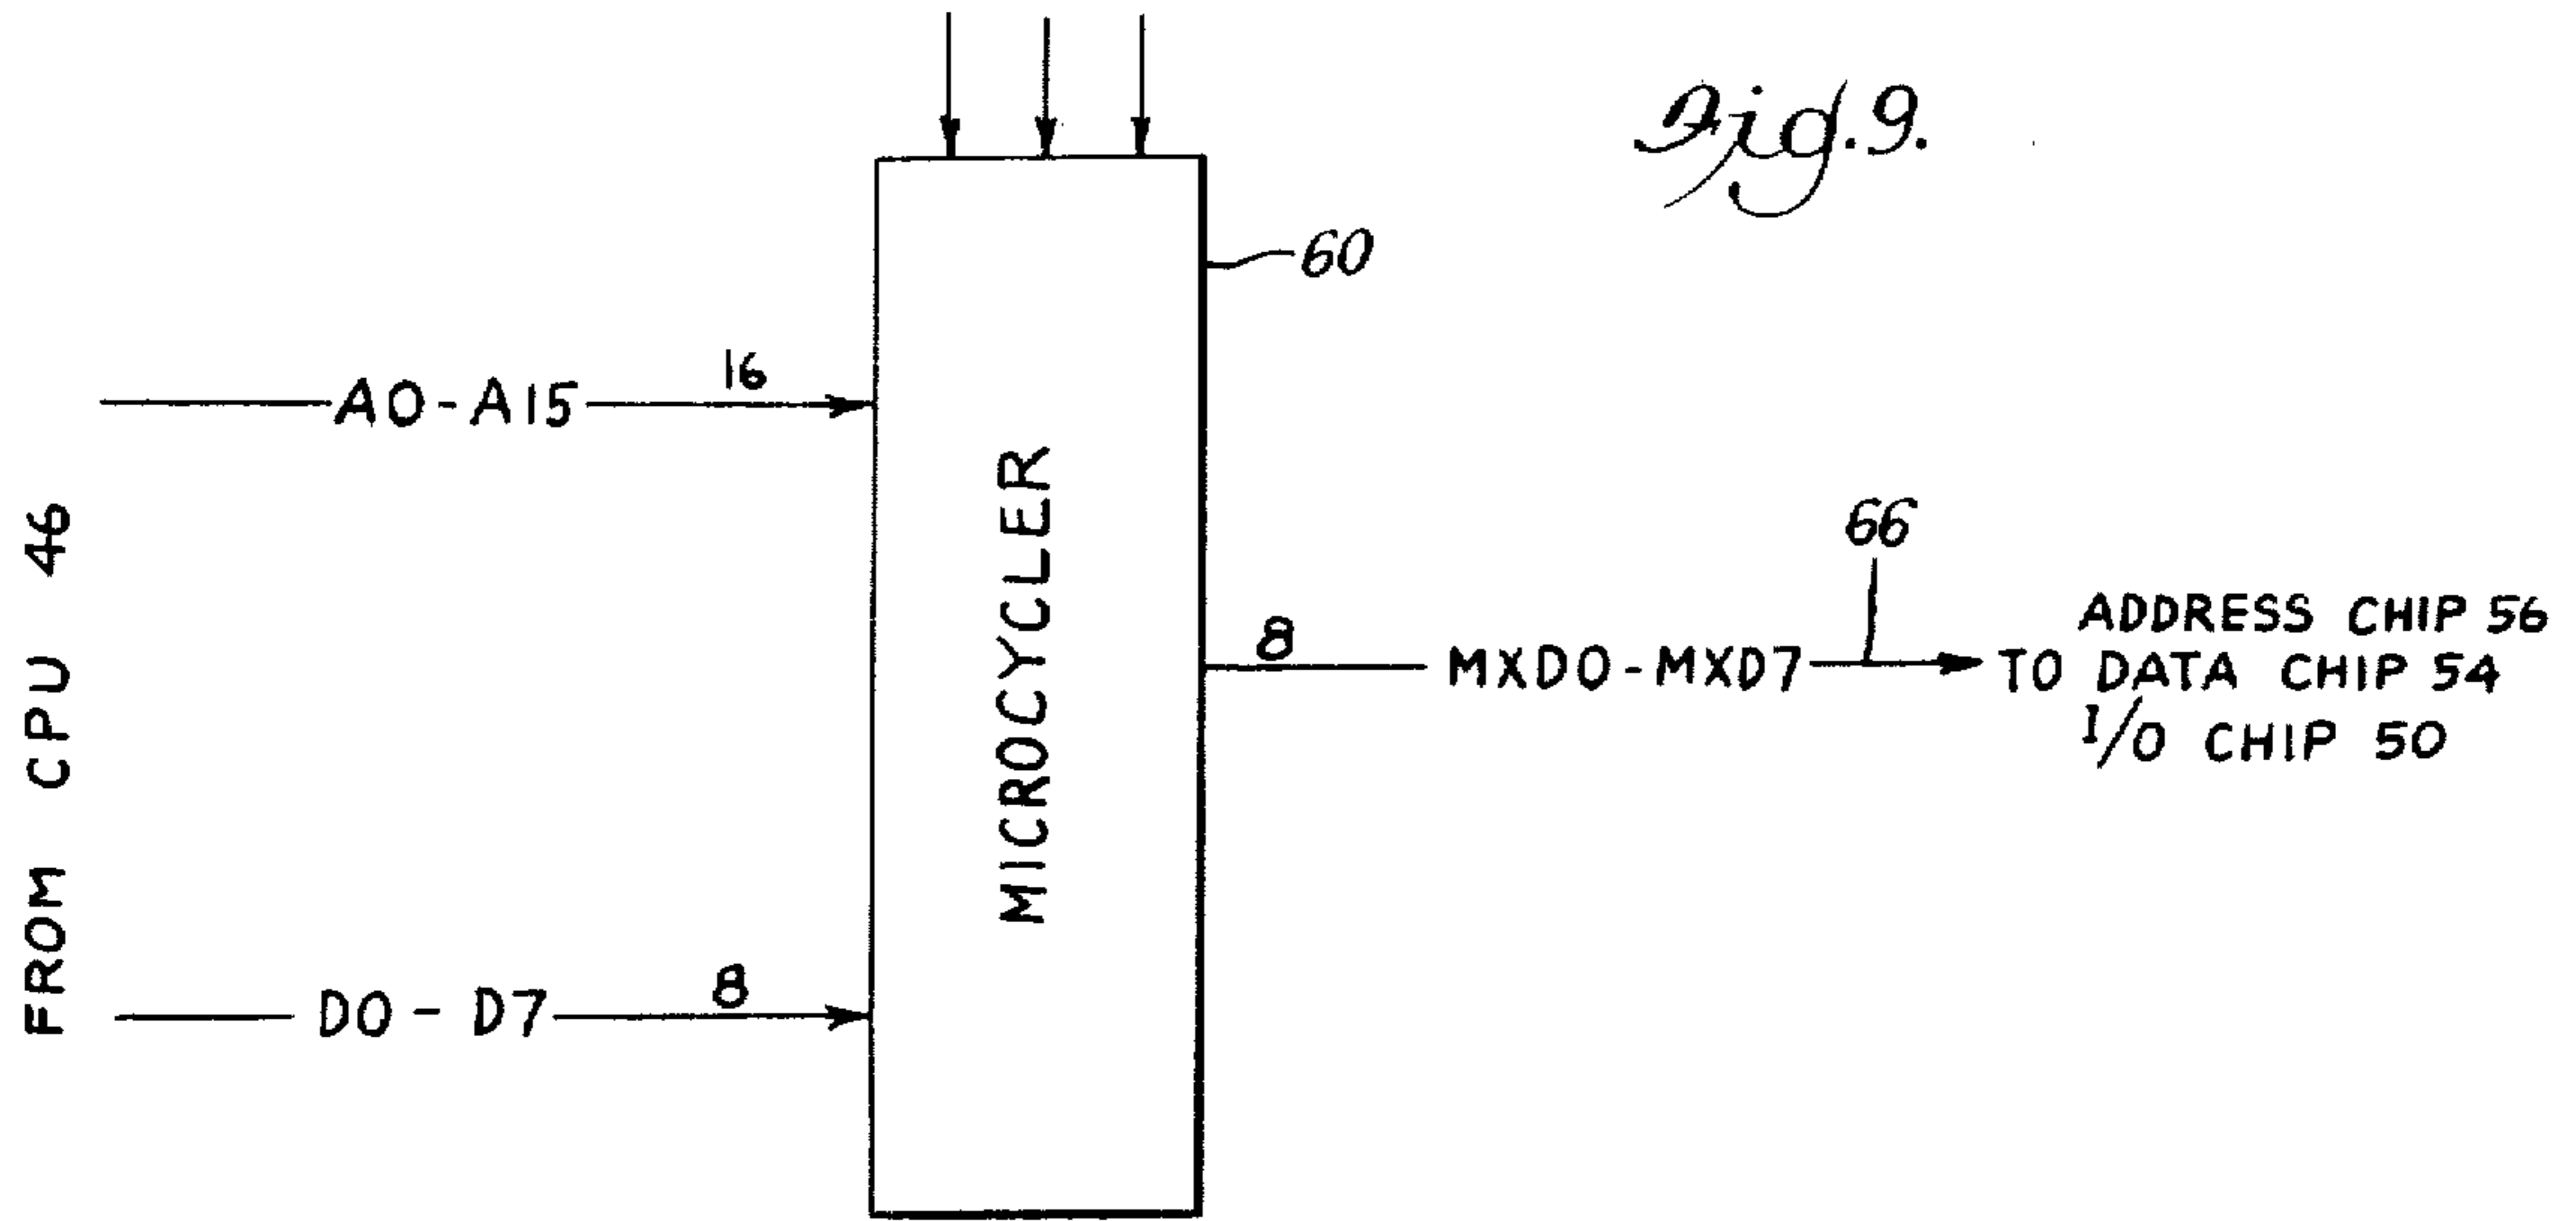 Fig. 9.
60
A0-A15
16
FROM CPU 46
MICROCYCLER
66
8
MXD0-MXD7
ADDRESS CHIP 56
TO DATA CHIP 54
I/O CHIP 50
D0 - D7
8